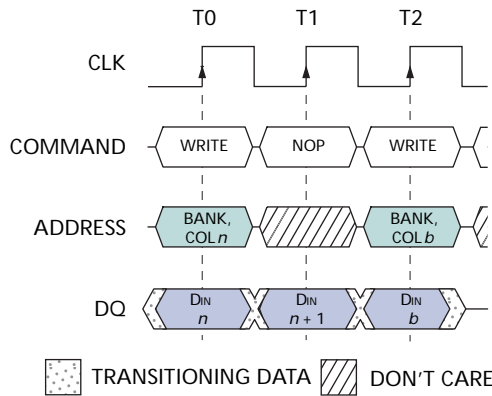 T0 T1 T2
CLK
COMMAND WRITE NOP WRITE
ADDRESS BANK, COL n BANK, COL b
DQ DIN n DIN n + 1 DIN b
TRANSITIONING DATA DON'T CARE